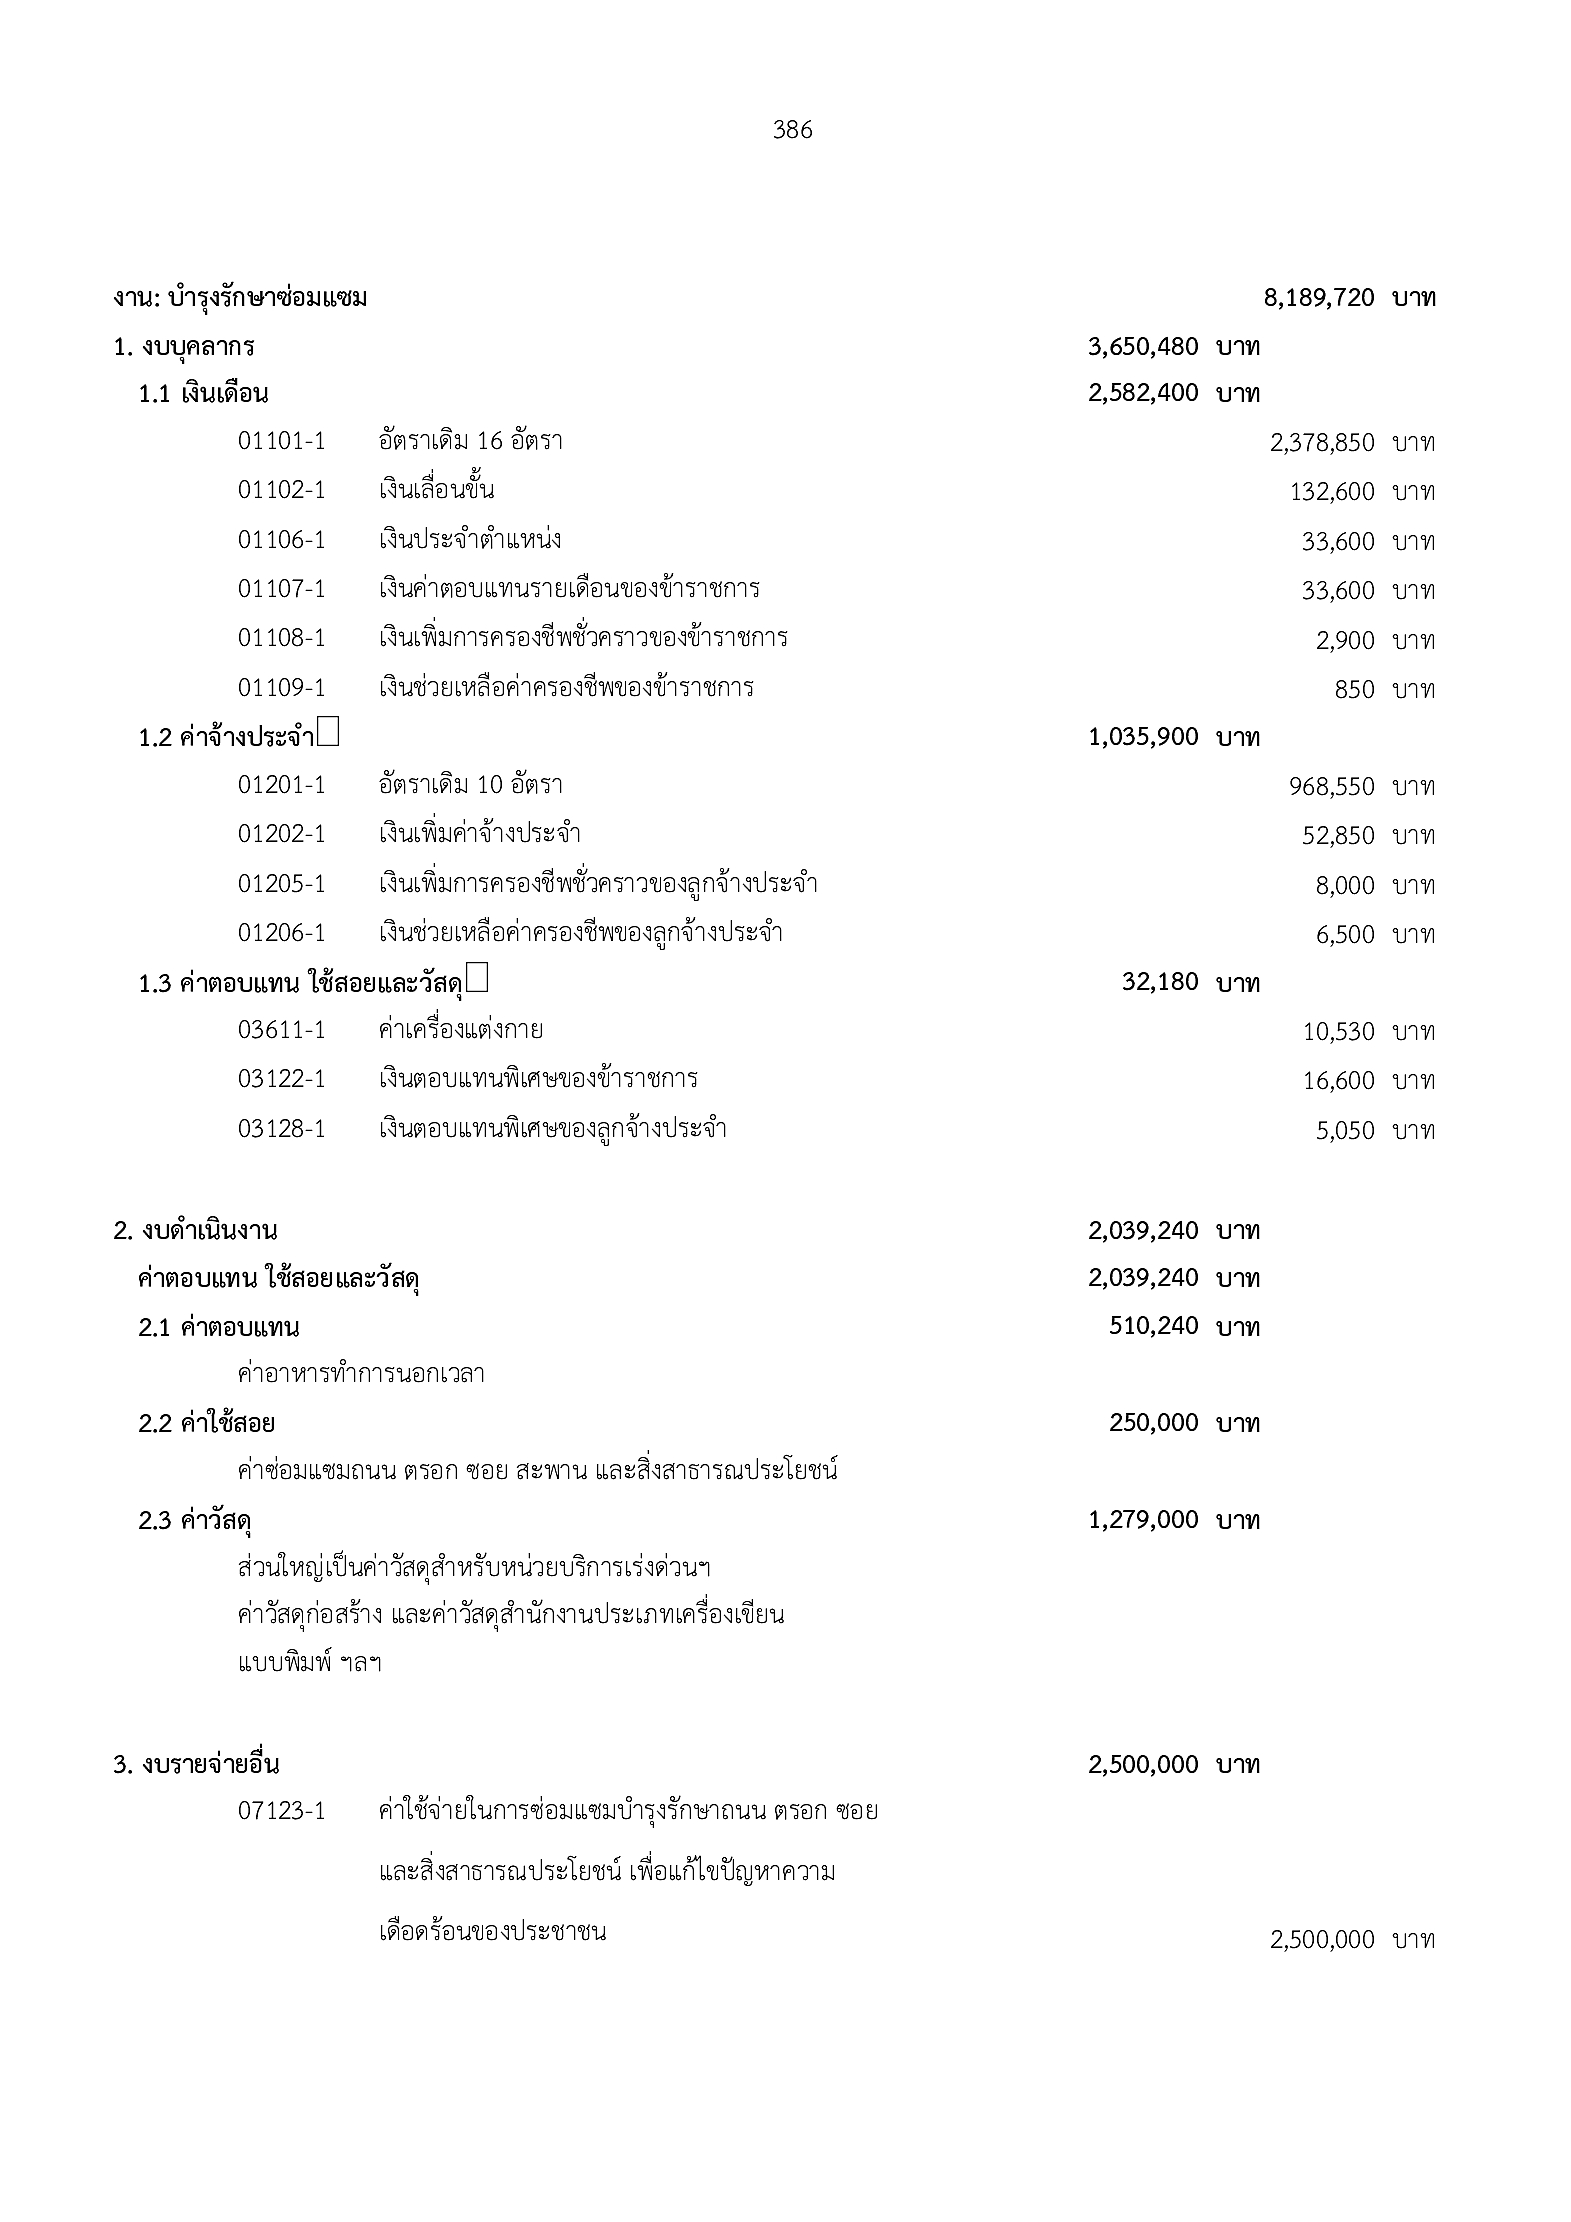 386
งาน: บำรุงรักษาซ่อมแซม 8,189,720 บาท
1. งบบุคลากร 3,650,480 บาท
1.1 เงินเดือน 2,582,400 บาท
01101-1 อัตราเดิม 16 อัตรา 2,378,850 บาท
01102-1 เงินเลื่อนขั้น 132,600 บาท
01106-1 เงินประจำตำแหน่ง 33,600 บาท
01107-1 เงินค่าตอบแทนรายเดือนของข้าราชการ 33,600 บาท
01108-1 เงินเพิ่มการครองชีพชั่วคราวของข้าราชการ 2,900 บาท
01109-1 เงินช่วยเหลือค่าครองชีพของข้าราชการ 850 บาท
1.2 ค่าจ้างประจำ 1,035,900 บาท
01201-1 อัตราเดิม 10 อัตรา 968,550 บาท
01202-1 เงินเพิ่มค่าจ้างประจำ 52,850 บาท
01205-1 เงินเพิ่มการครองชีพชั่วคราวของลูกจ้างประจำ 8,000 บาท
01206-1 เงินช่วยเหลือค่าครองชีพของลูกจ้างประจำ 6,500 บาท
1.3 ค่าตอบแทน ใช้สอยและวัสดุ 32,180 บาท
03611-1 ค่าเครื่องแต่งกาย 10,530 บาท
03122-1 เงินตอบแทนพิเศษของข้าราชการ 16,600 บาท
03128-1 เงินตอบแทนพิเศษของลูกจ้างประจำ 5,050 บาท
2. งบดำเนินงาน 2,039,240 บาท
ค่าตอบแทน ใช้สอยและวัสดุ 2,039,240 บาท
2.1 ค่าตอบแทน 510,240 บาท
ค่าอาหารทำการนอกเวลา
2.2 ค่าใช้สอย 250,000 บาท
ค่าซ่อมแซมถนน ตรอก ซอย สะพาน และสิ่งสาธารณประโยชน์
2.3 ค่าวัสดุ 1,279,000 บาท
ส่วนใหญ่เป็นค่าวัสดุสำหรับหน่วยบริการเร่งด่วนฯ
ค่าวัสดุก่อสร้าง และค่าวัสดุสำนักงานประเภทเครื่องเขียน
แบบพิมพ์ ฯลฯ
3. งบรายจ่ายอื่น 2,500,000 บาท
07123-1 ค่าใช้จ่ายในการซ่อมแซมบำรุงรักษาถนน ตรอก ซอย
และสิ่งสาธารณประโยชน์ เพื่อแก้ไขปัญหาความ
เดือดร้อนของประชาชน 2,500,000 บาท